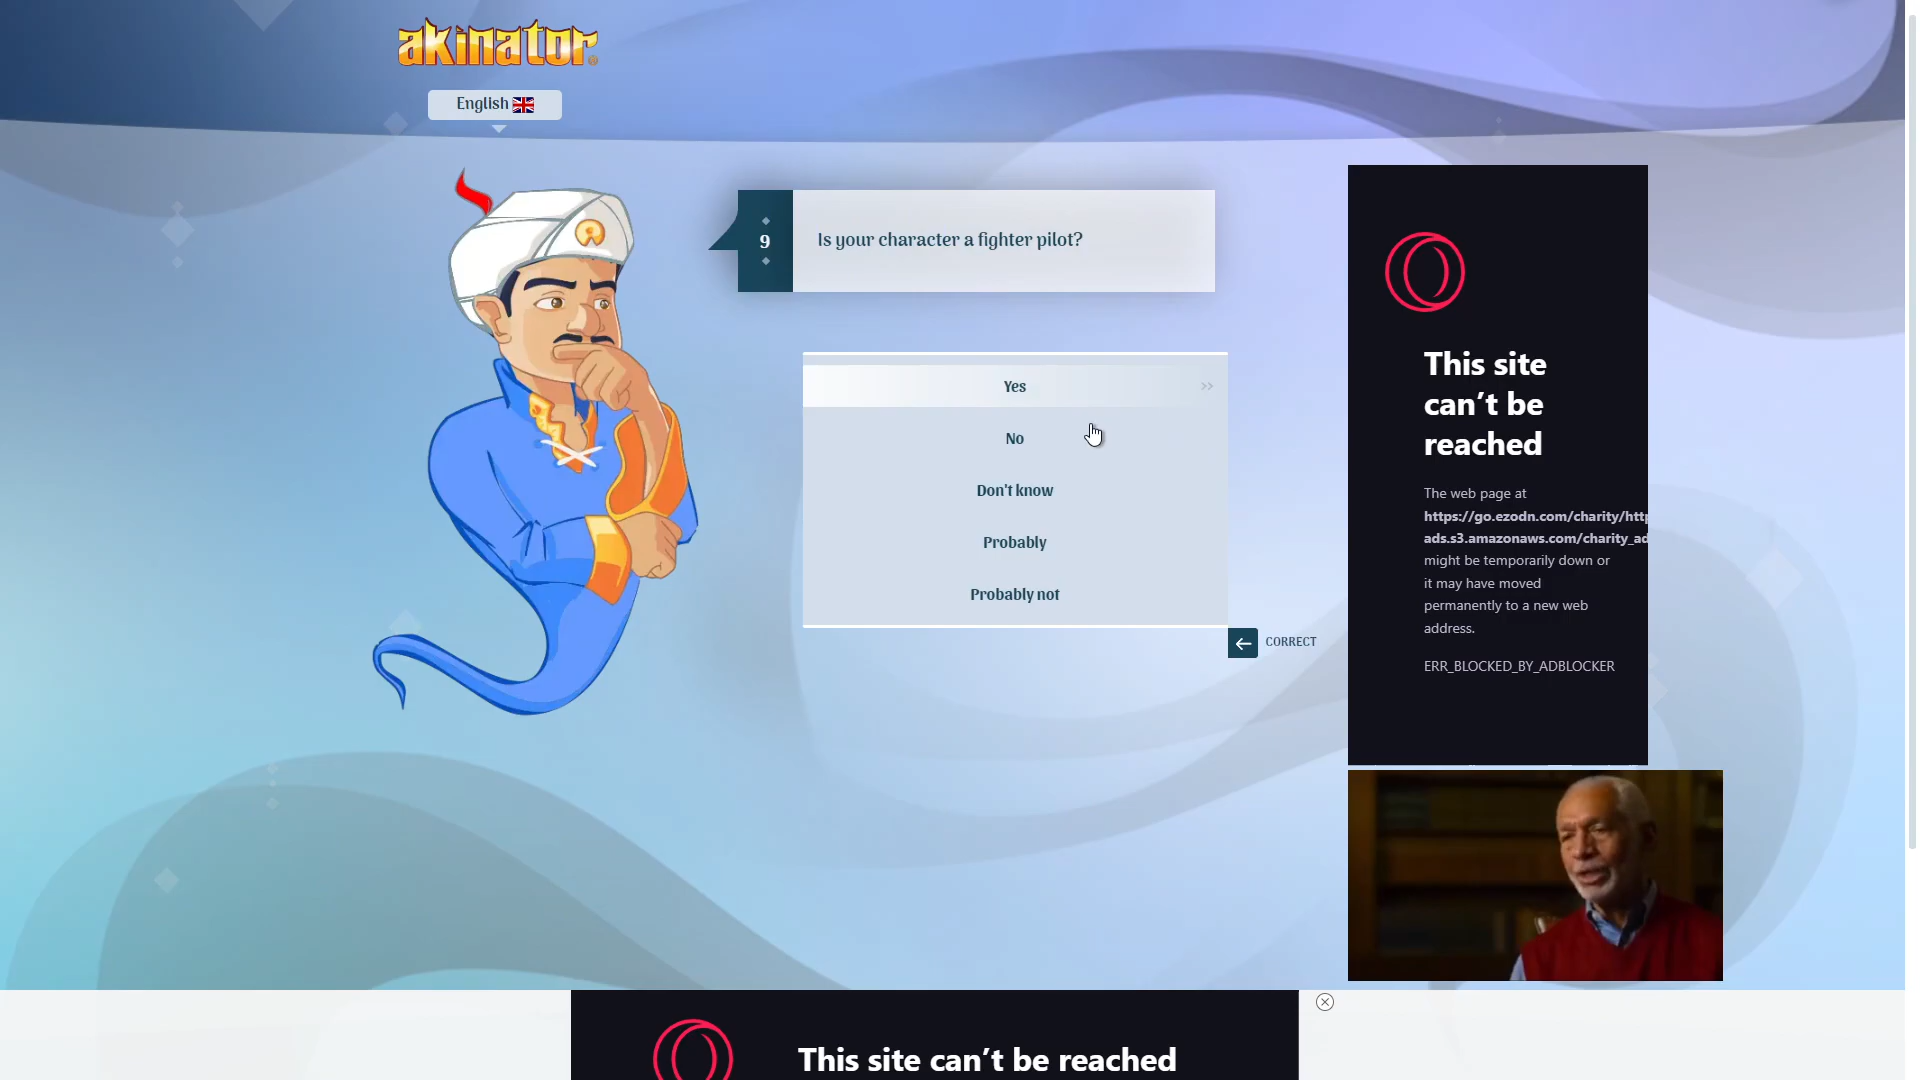 akinator
English
9
Is your character a fighter pilot?
Yes
No
Don't know
Probably
Probably not
CORRECT
This site
can’t be
reached
The web page at
https://go.ezodn.com/charity/http
ads.s3.amazonaws.com/charity_ad
might be temporarily down or
it may have moved
permanently to a new web
address.
ERR_BLOCKED_BY_ADBLOCKER
This site can’t be reached